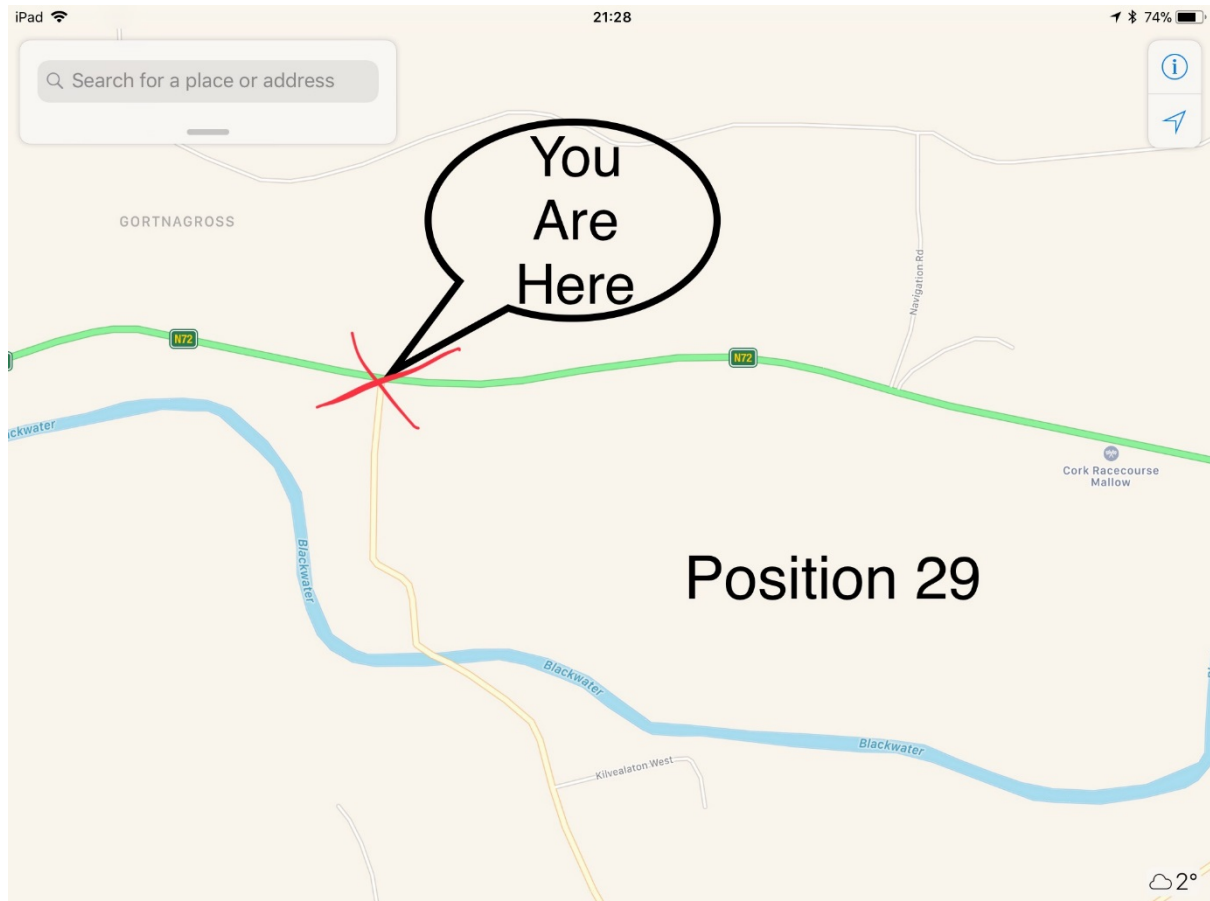 iPad
21:28
74%
Search for a place or address
You
Are
Here
GORTNAGROSS
Navigation Rd
N72
N72
Blackwater
Cork Racecourse
Mallow
Position 29
Blackwater
Blackwater
Blackwater
Kilvealaton West
2°